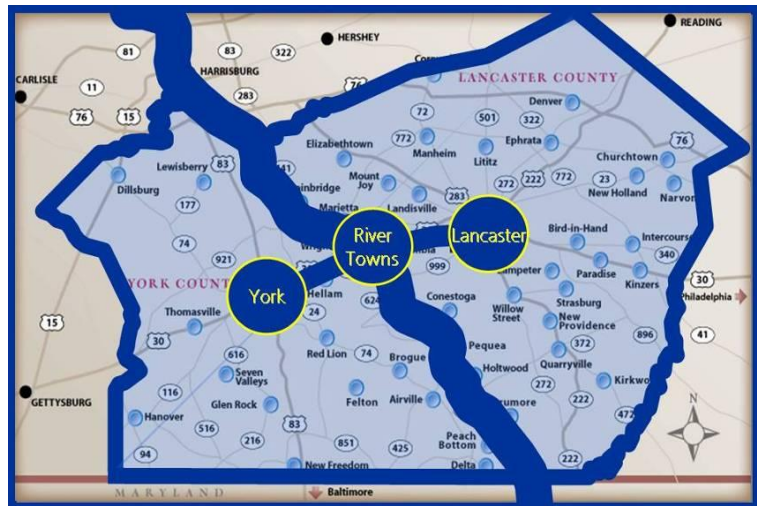 READING
HERSHEY
81
83
322
HARRISBURG
CARLISLE
11
283
76
LANCASTER COUNTY
76
15
Denver
72
501
322
Elizabethtown
772
Manheim
Lititz
Ephrata
76
Churchtown
Lewisberry
83
441
Dillsburg
Mount
Joy
283
272
222
772
23
New Holland
Narvon
177
Marietta
Landisville
74
River
Towns
Lancaster
Bird-in-Hand
Intercourse
340
921
999
Paradise
Kinzers
30
YORK
York
Hellam
Conestoga
Willow
Street
Strasburg
Philadelphia
Thomasville
24
New
Providence
15
30
Red Lion
74
Pequea
372
896
41
616
Brogue
Quarryville
Seven
Valleys
Holtwood
272
116
Felton
Airville
222
GETTYSBURG
Glen Rock
472
N
Hanover
516
216
83
851
425
Peach
Bottom
94
New Freedom
Delta
222
MARYLAND
Baltimore